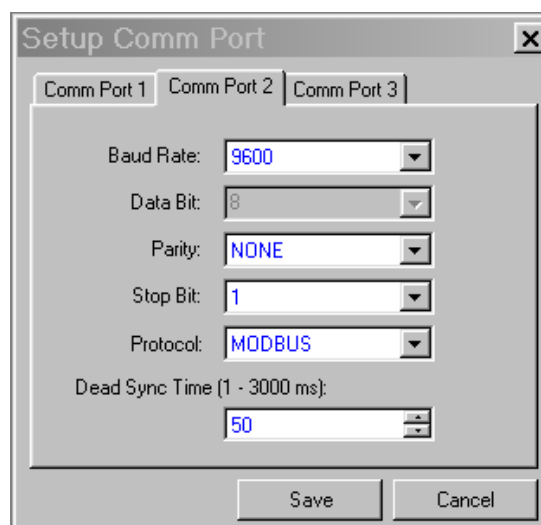 Setup Comm Port
Comm Port 1 Comm Port 2 Comm Port 3
Baud Rate: 9600
Data Bit: 8
Parity: NONE
Stop Bit: 1
Protocol: MODBUS
Dead Sync Time (1 - 3000 ms):
50
Save Cancel